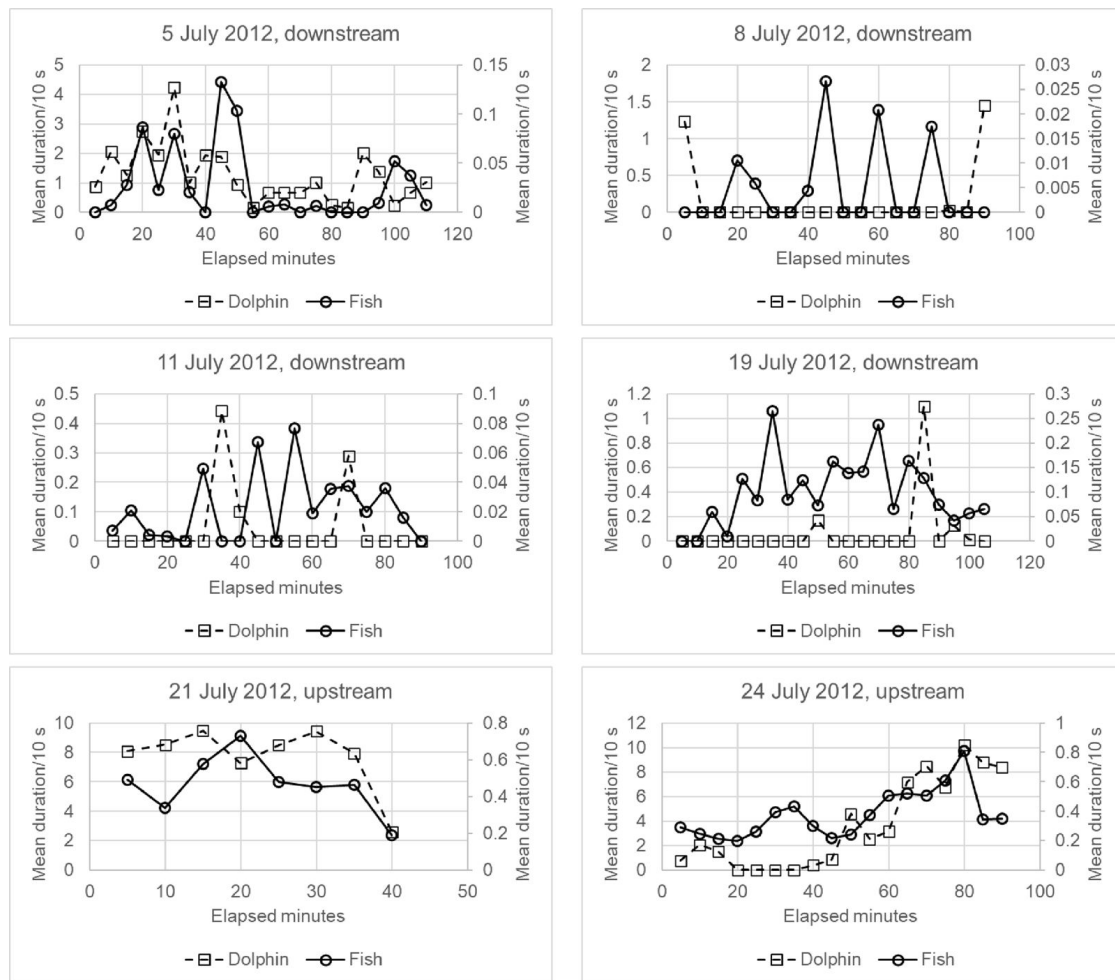 5 July 2012, downstream
Mean duration/10 s
5
4
3
2
1
0
0.15
0.1
0.05
0
Mean duration/10 s
0 20 40 60 80 100 120
Elapsed minutes
Dolphin Fish
8 July 2012, downstream
Mean duration/10 s
2
1.5
1
0.5
0
0.03
0.025
0.02
0.015
0.01
0.005
0
Mean duration/10 s
0 20 40 60 80 100
Elapsed minutes
Dolphin Fish
11 July 2012, downstream
Mean duration/10 s
0.5
0.4
0.3
0.2
0.1
0
0.1
0.08
0.06
0.04
0.02
0
Mean duration/10 s
0 20 40 60 80 100
Elapsed minutes
Dolphin Fish
19 July 2012, downstream
Mean duration/10 s
1.2
1
0.8
0.6
0.4
0.2
0
0.3
0.25
0.2
0.15
0.1
0.05
0
Mean duration/10 s
0 20 40 60 80 100 120
Elapsed minutes
Dolphin Fish
21 July 2012, upstream
Mean duration/10 s
10
8
6
4
2
0
0.8
0.6
0.4
0.2
0
Mean duration/10 s
0 10 20 30 40 50
Elapsed minutes
Dolphin Fish
24 July 2012, upstream
Mean duration/10 s
12
10
8
6
4
2
0
1
0.8
0.6
0.4
0.2
0
Mean duration/10 s
0 20 40 60 80 100
Elapsed minutes
Dolphin Fish